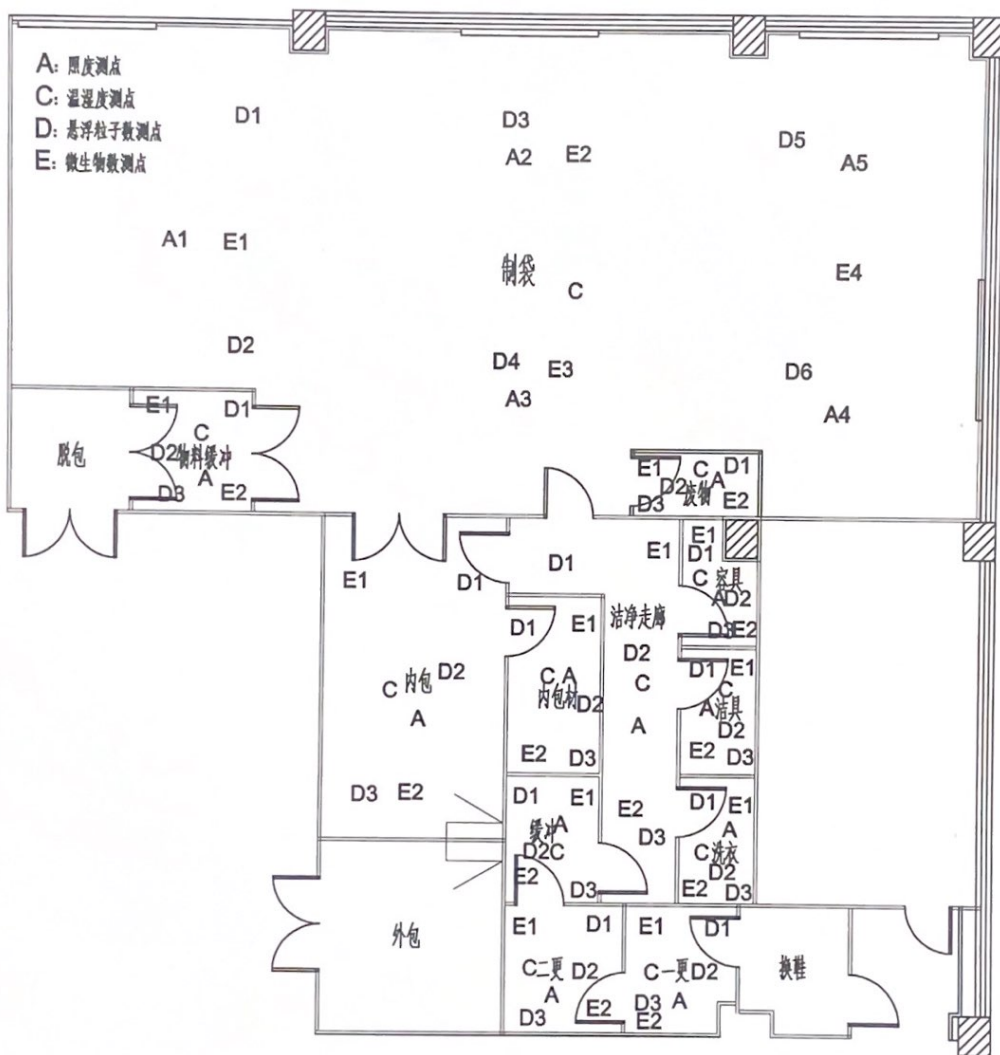 A: 照度测点
C: 温湿度测点
D: 悬浮粒子数测点
E: 微生物数测点
D1
D3
A2
E2
D5
A5
A1
E1
制袋
C
E4
D2
D4
E3
A3
D6
A4
脱包
E1
D1
C
D2
物料缓冲
A
D3
E2
E1
C
D1
D2
A
废物
D3
E2
E1
D1
D1
E1
E1
D1
C
容具
A
D2
D3
E2
D1
E1
洁净走廊
D2
C
A
E2
D3
C
内包
D2
A
D3
E2
C
A
内包材
D2
E2
D3
D1
E1
C
A
洁具
D2
E2
D3
D1
E1
缓冲
A
D2
C
E2
D3
D1
E1
A
C
洗衣
D2
E2
D3
外包
E1
D1
C
二更
D2
A
D3
E2
E1
D1
C
一更
D2
D3
A
E2
换鞋